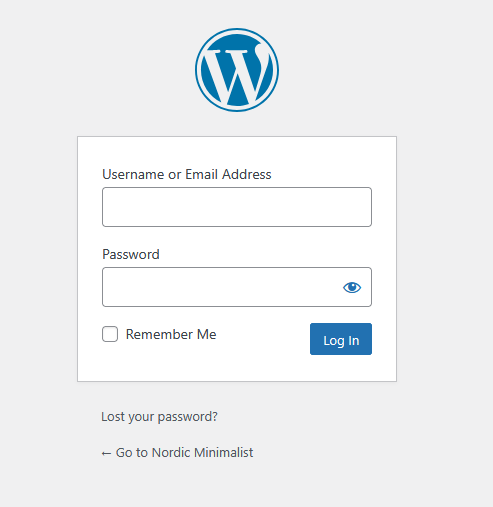 Username or Email Address
Password
Remember Me
Log In
Lost your password?
← Go to Nordic Minimalist